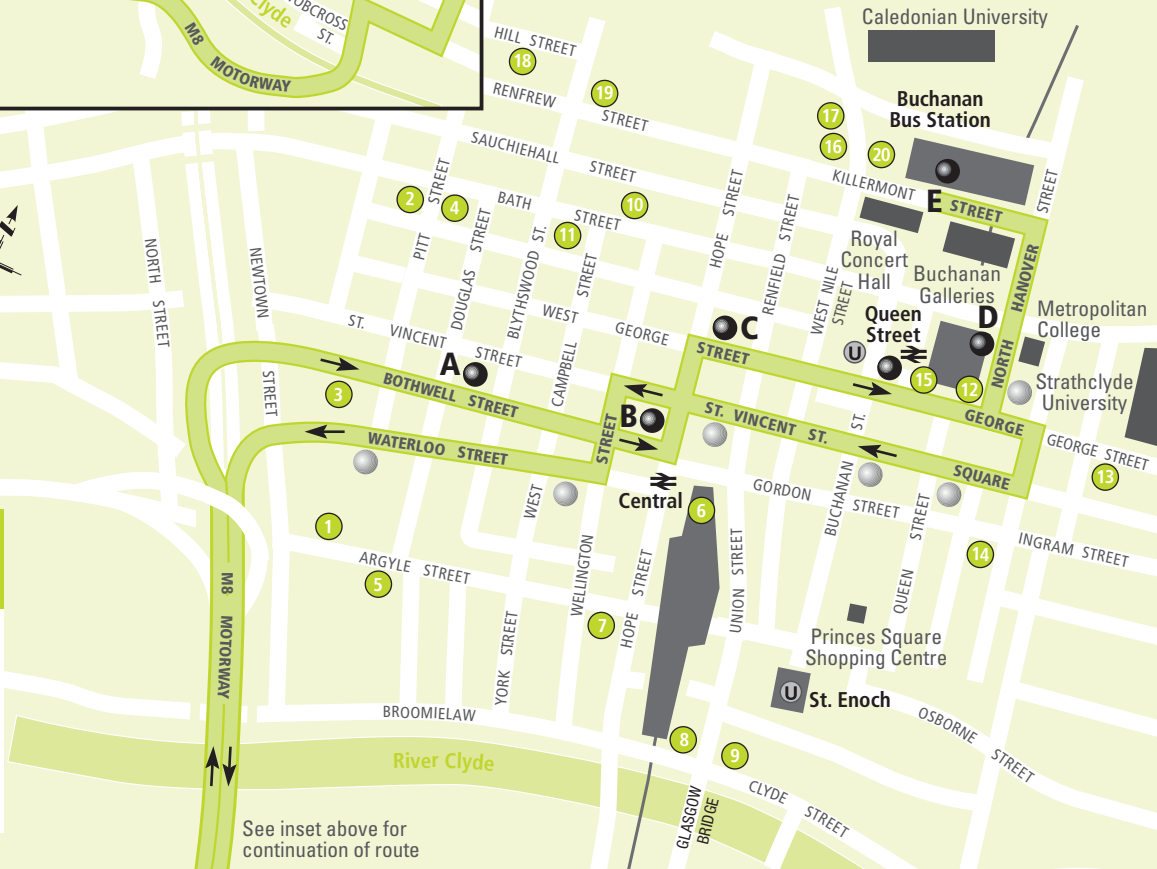 Clyde
OBCROSS
ST.
M8
MOTORWAY
HILL STREET
18
RENFREW
STREET
19
Caledonian University
Buchanan
Bus Station
17
16
20
KILLERMONT
STREET
E
STREET
SAUCHIEHALL
STREET
2
4
STREET
PITT
BATH
STREET
10
11
DOUGLAS
STREET
BLYTHSWOOD ST.
STREET
CAMPBELL
WEST
HOPE STREET
RENFIELD STREET
WEST NILE
STREET
Royal
Concert
Hall
Buchanan
Galleries
NORTH HANOVER
Metropolitan
College
NORTH
STREET
NEWTOWN
STREET
ST. VINCENT
STREET
WEST
GEORGE
STREET
C
Queen
Street
U
D
15
12
Strathclyde
University
A
3
BOTHWELL STREET
B
STREET
ST. VINCENT ST.
GEORGE
SQUARE
GEORGE STREET
13
WATERLOO STREET
Central
6
GORDON
STREET
ST.
BUCHANAN
STREET
QUEEN
INGRAM STREET
14
1
ARGYLE
STREET
5
WELLINGTON
7
HOPE STREET
UNION STREET
YORK STREET
M8 MOTORWAY
Princes Square
Shopping Centre
U
St. Enoch
BROOMIELAW
OSBORNE
STREET
River Clyde
8
9
GLASGOW
BRIDGE
CLYDE
STREET
See inset above for
continuation of route